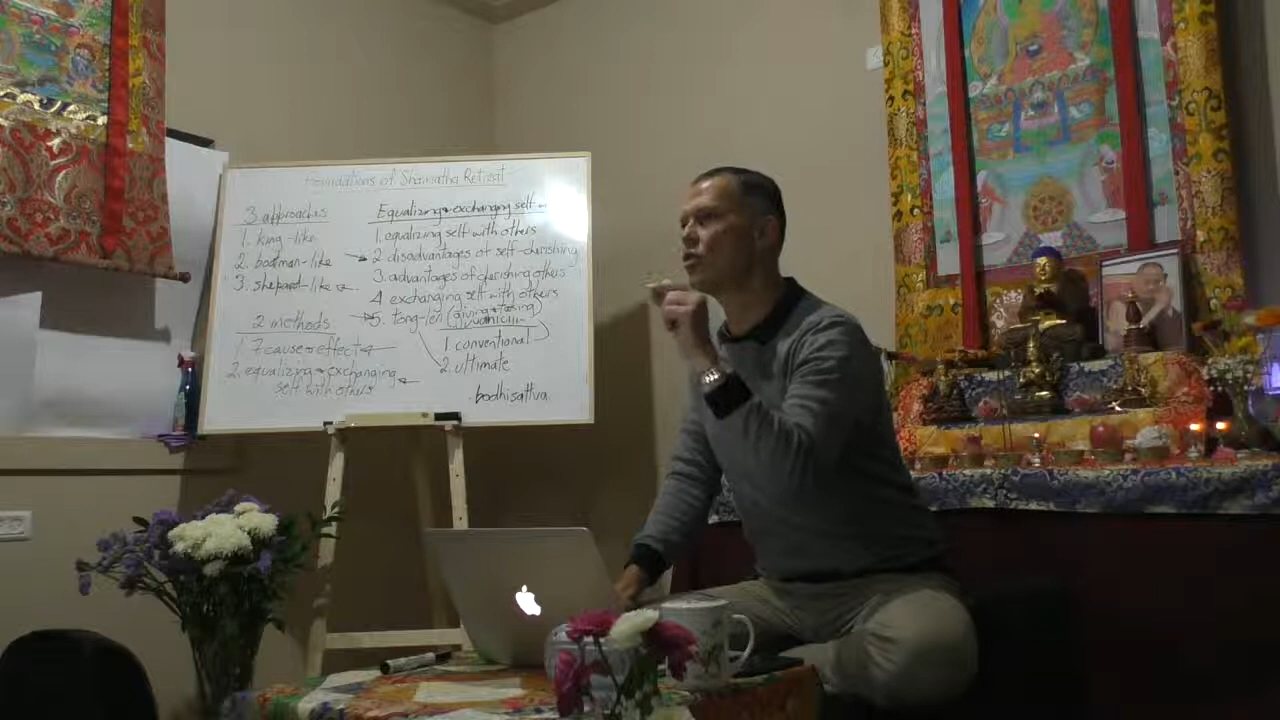 Foundations of Shamatha Retreat
3 approaches
1. king-like
2. boatman-like
3. shepard-like
2 methods
1. 7 cause + effect
2. equalizing + exchanging
self with others
Equalizing + exchanging self
1. equalizing self with others
2. disadvantages of self-cherishing
3. advantages of cherishing others
4. exchanging self with others
5. tong-len (giving + taking)
1. conventional
2. ultimate
bodhisattva